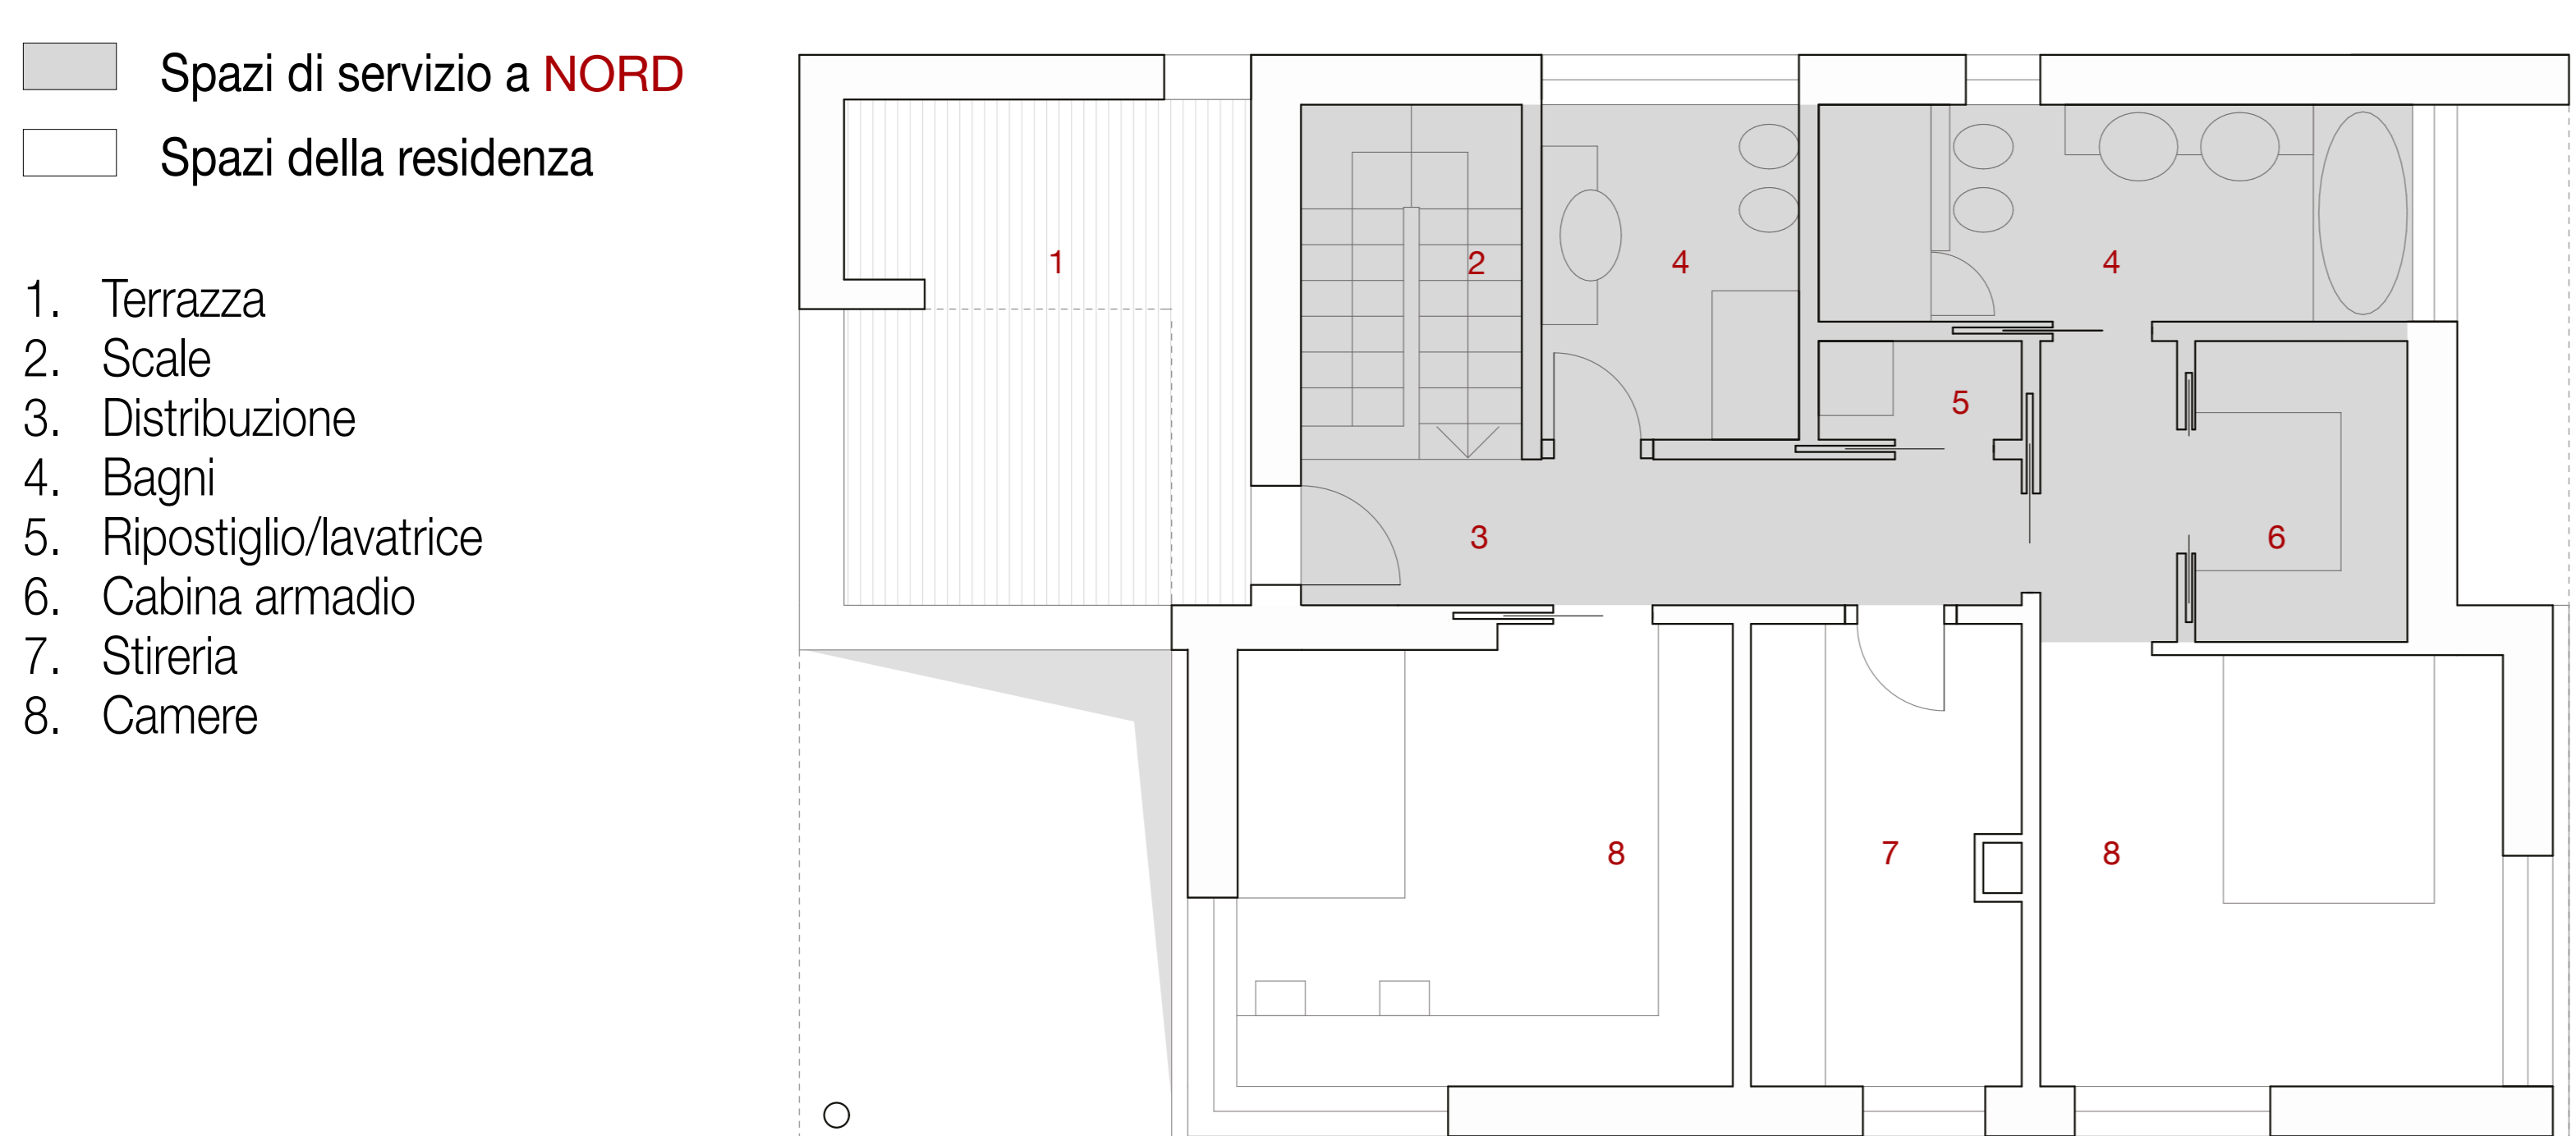 Spazi di servizio a NORD
Spazi della residenza
1. Terrazza
2. Scale
3. Distribuzione
4. Bagni
5. Ripostiglio/lavatrice
6. Cabina armadio
7. Stireria
8. Camere
1
2
4
4
5
3
6
8
7
8